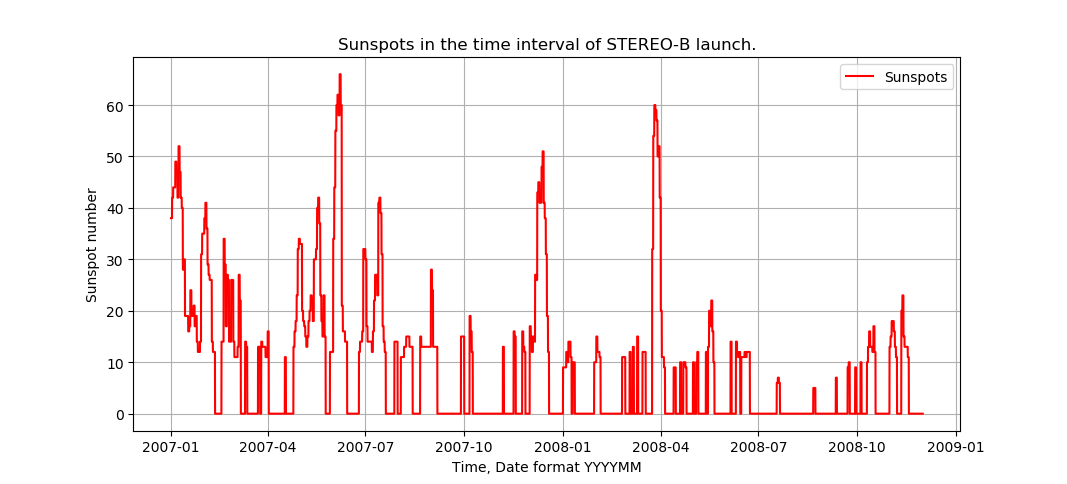 Sunspots in the time interval of STEREO-B launch.
Sunspots
Sunspot number
60
50
40
30
20
10
0
2007-01 2007-04 2007-07 2007-10 2008-01 2008-04 2008-07 2008-10 2009-01
Time, Date format YYYYMM